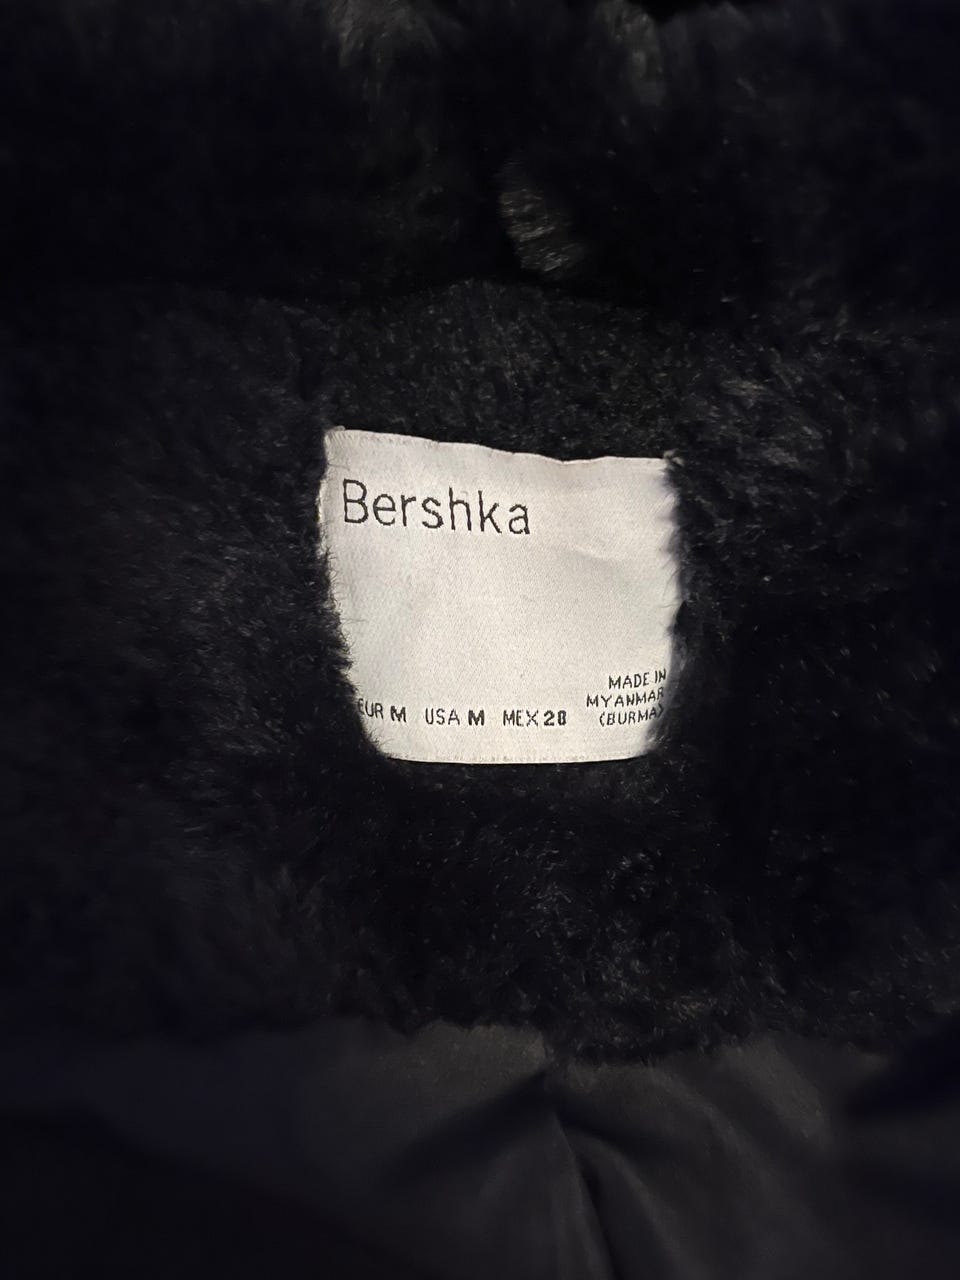 Bershka
MADE IN
MYANMAR
(BURMA)
EUR M USA M MEX 28